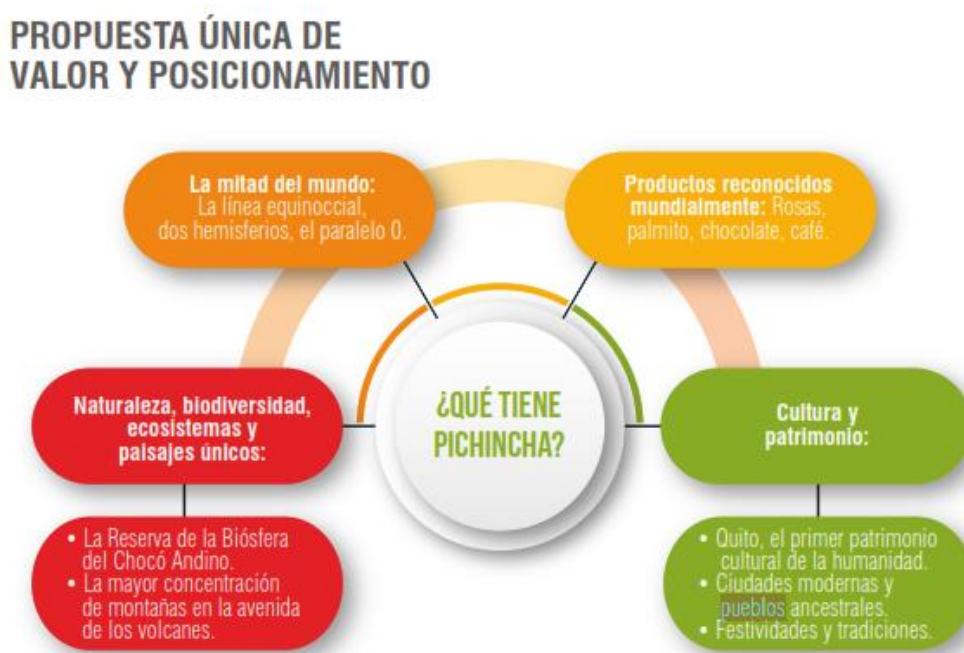 PROPUESTA ÚNICA DE
VALOR Y POSICIONAMIENTO
La mitad del mundo:
La línea equinoccial,
dos hemisferios, el paralelo 0.
Productos reconocidos
mundialmente: Rosas,
palmito, chocolate, café.
Naturaleza, biodiversidad,
ecosistemas y
paisajes únicos:
¿QUÉ TIENE
PICHINCHA?
Cultura y
patrimonio:
• La Reserva de la Biósfera
del Chocó Andino.
• La mayor concentración
de montañas en la avenida
de los volcanes.
• Quito, el primer patrimonio
cultural de la humanidad.
• Ciudades modernas y
pueblos ancestrales.
• Festividades y tradiciones.